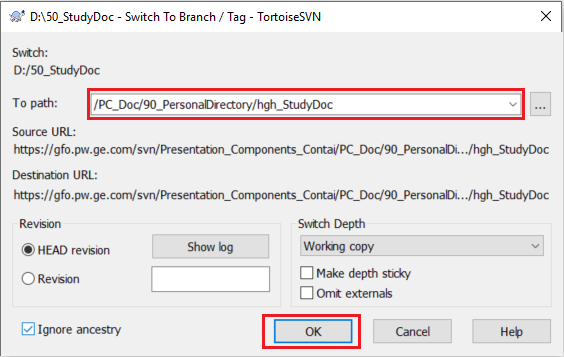 D:\50_StudyDoc - Switch To Branch / Tag - TortoiseSVN
Switch:
D:/50_StudyDoc
To path: /PC_Doc/90_PersonalDirectory/hgh_StudyDoc ...
Source URL:
https://gfo.pw.ge.com/svn/Presentation_Components_Contai/PC_Doc/90_PersonalDi.../hgh_StudyDoc
Destination URL:
https://gfo.pw.ge.com/svn/Presentation_Components_Contai/PC_Doc/90_PersonalDi.../hgh_StudyDoc
Revision
HEAD revision Show log
Revision
Switch Depth
Working copy
Make depth sticky
Omit externals
Ignore ancestry OK Cancel Help